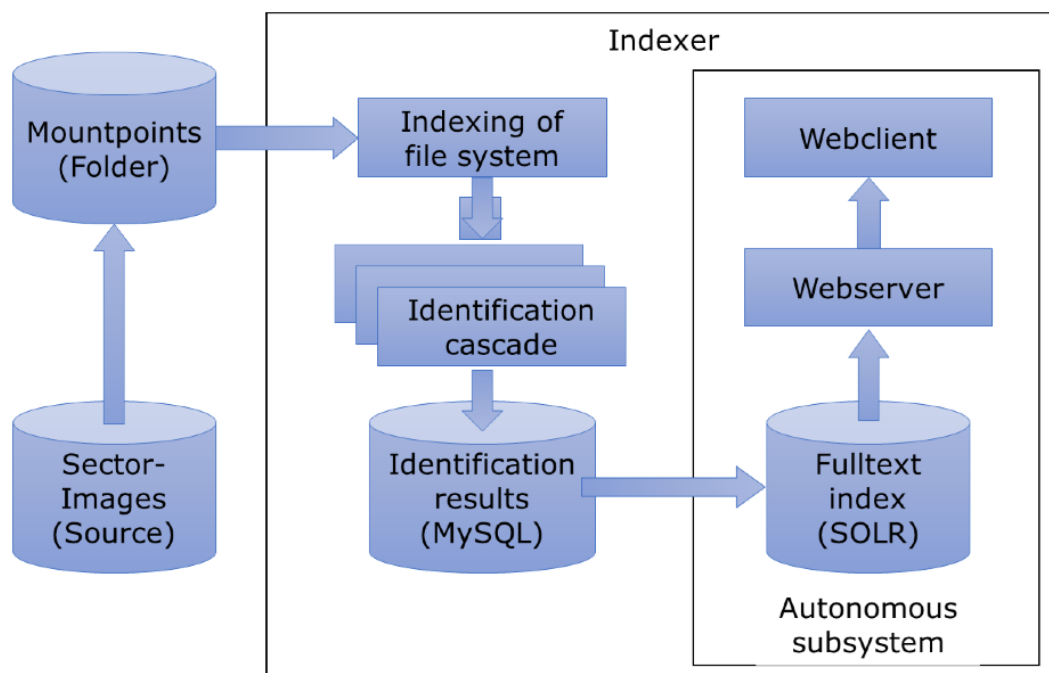 Indexer
Mountpoints
(Folder)
Sector-
Images
(Source)
Indexing of
file system
Identification
cascade
Identification
results
(MySQL)
Webclient
Webserver
Fulltext
index
(SOLR)
Autonomous
subsystem